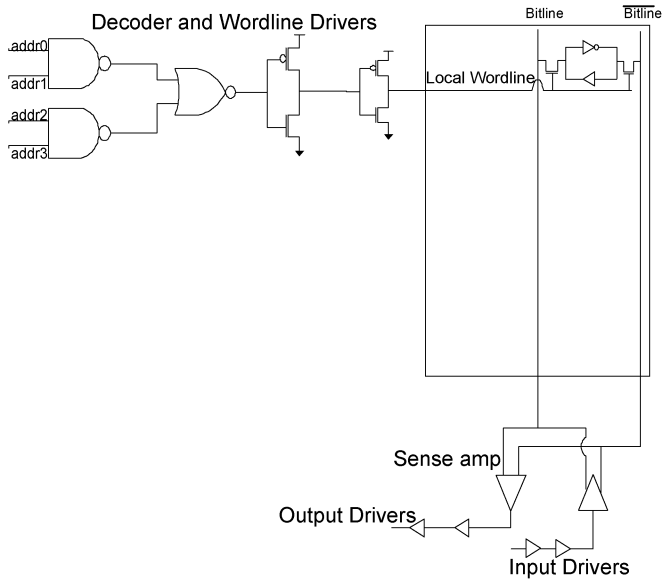 Decoder and Wordline Drivers
Bitline
Bitline
addr0
addr1
addr2
addr3
Local Wordline
Sense amp
Output Drivers
Input Drivers